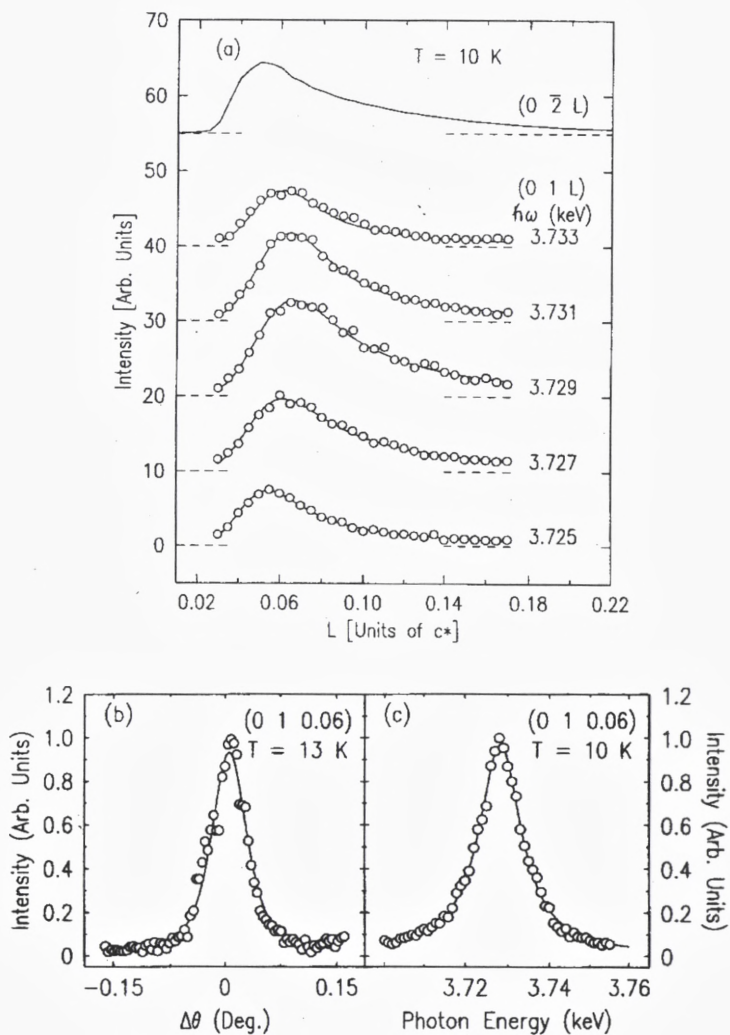 70
(a)
T = 10 K
60
(0 2̅ L)
50
(0 1 L)
ħω (keV)
40
3.733
30
3.731
20
3.729
10
3.727
0
3.725
Intensity [Arb. Units]
0.02 0.06 0.10 0.14 0.18 0.22
L [Units of c*]
1.2
(b)
(0 1 0.06)
T = 13 K
1.0
0.8
0.6
0.4
0.2
0
Intensity (Arb. Units)
−0.15 0 0.15
Δθ (Deg.)
(c)
(0 1 0.06)
T = 10 K
1.2
1.0
0.8
0.6
0.4
0.2
0
Intensity (Arb. Units)
3.72 3.74 3.76
Photon Energy (keV)